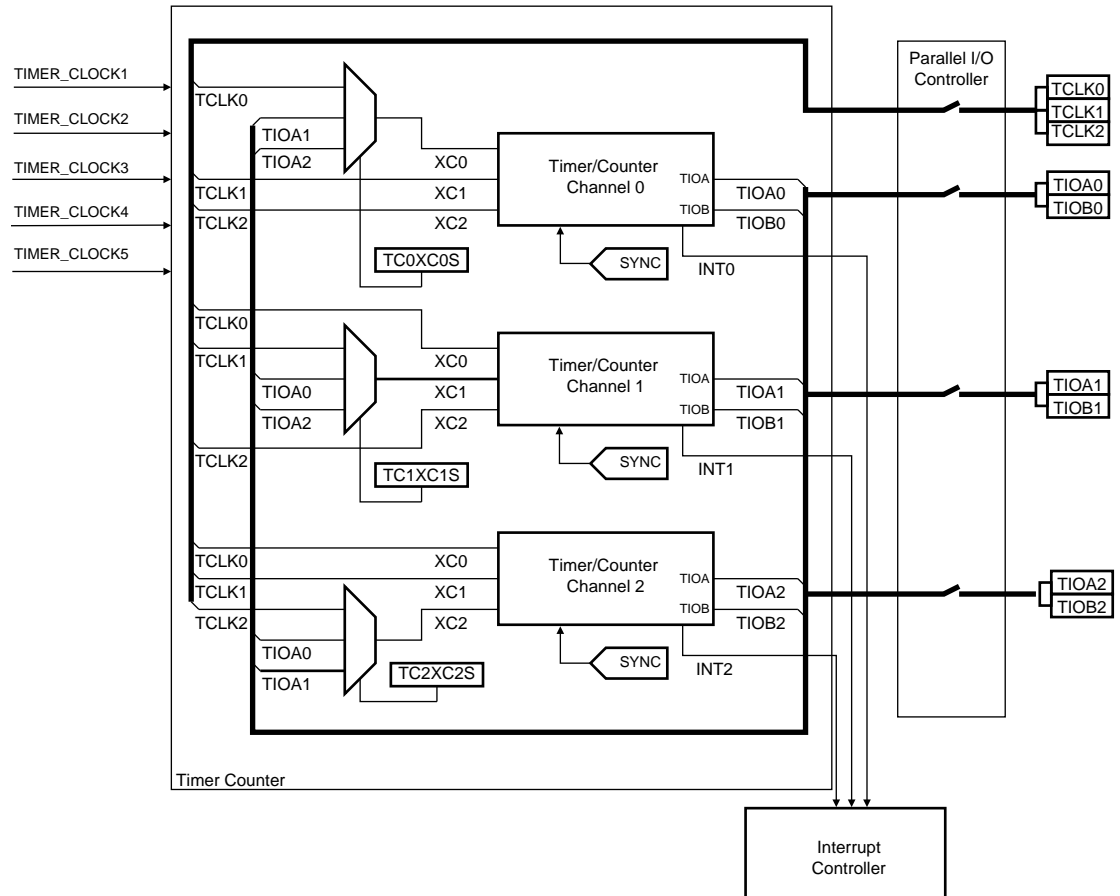 TIMER_CLOCK1
TIMER_CLOCK2
TIMER_CLOCK3
TIMER_CLOCK4
TIMER_CLOCK5
TCLK0
TIOA1
TIOA2
TCLK1
TCLK2
XC0
XC1
XC2
TC0XC0S
Timer/Counter
Channel 0
TIOA
TIOB
TIOA0
TIOB0
SYNC
INT0
TCLK0
TCLK1
TIOA0
TIOA2
TCLK2
XC0
XC1
XC2
TC1XC1S
Timer/Counter
Channel 1
TIOA
TIOB
TIOA1
TIOB1
SYNC
INT1
TCLK0
TCLK1
TCLK2
TIOA0
TIOA1
XC0
XC1
XC2
TC2XC2S
Timer/Counter
Channel 2
TIOA
TIOB
TIOA2
TIOB2
SYNC
INT2
Timer Counter
Parallel I/O
Controller
TCLK0
TCLK1
TCLK2
TIOA0
TIOB0
TIOA1
TIOB1
TIOA2
TIOB2
Interrupt
Controller